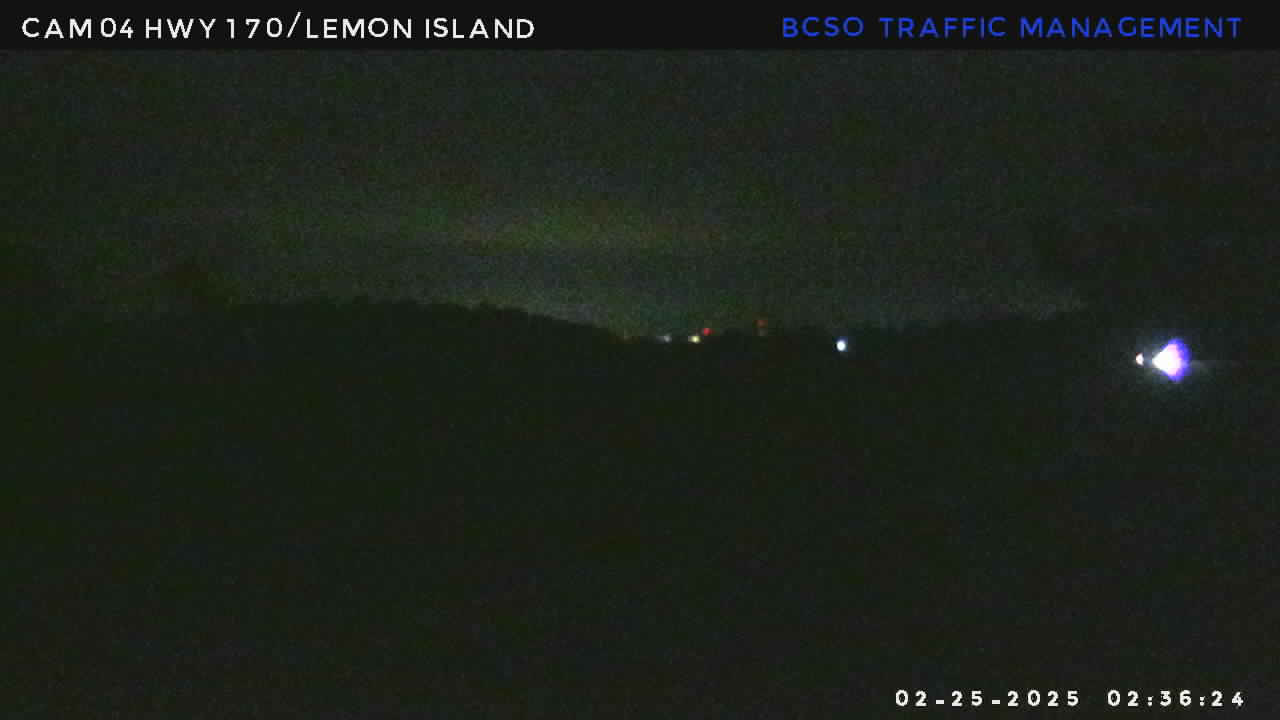 CAM04 HWY 170/LEMON ISLAND
BCSO TRAFFIC MANAGEMENT
02-25-2025 02:36:24